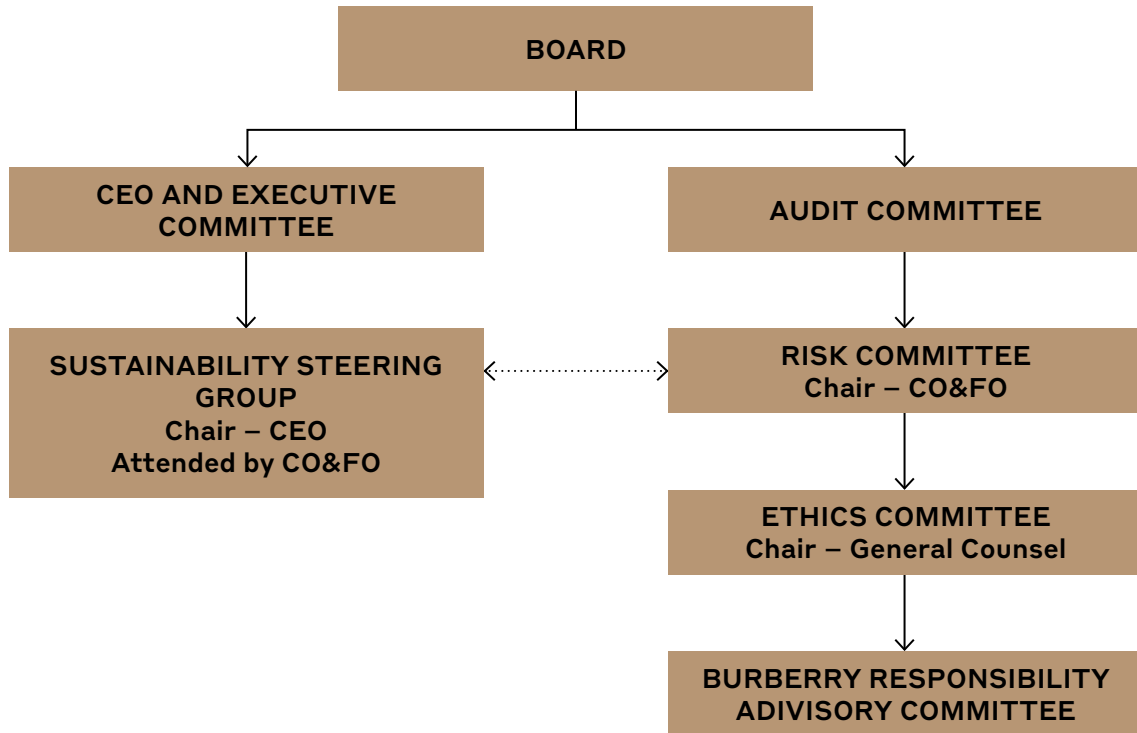 BOARD
CEO AND EXECUTIVE
COMMITTEE
AUDIT COMMITTEE
SUSTAINABILITY STEERING
GROUP
Chair – CEO
Attended by CO&FO
RISK COMMITTEE
Chair – CO&FO
ETHICS COMMITTEE
Chair – General Counsel
BURBERRY RESPONSIBILITY
ADIVISORY COMMITTEE